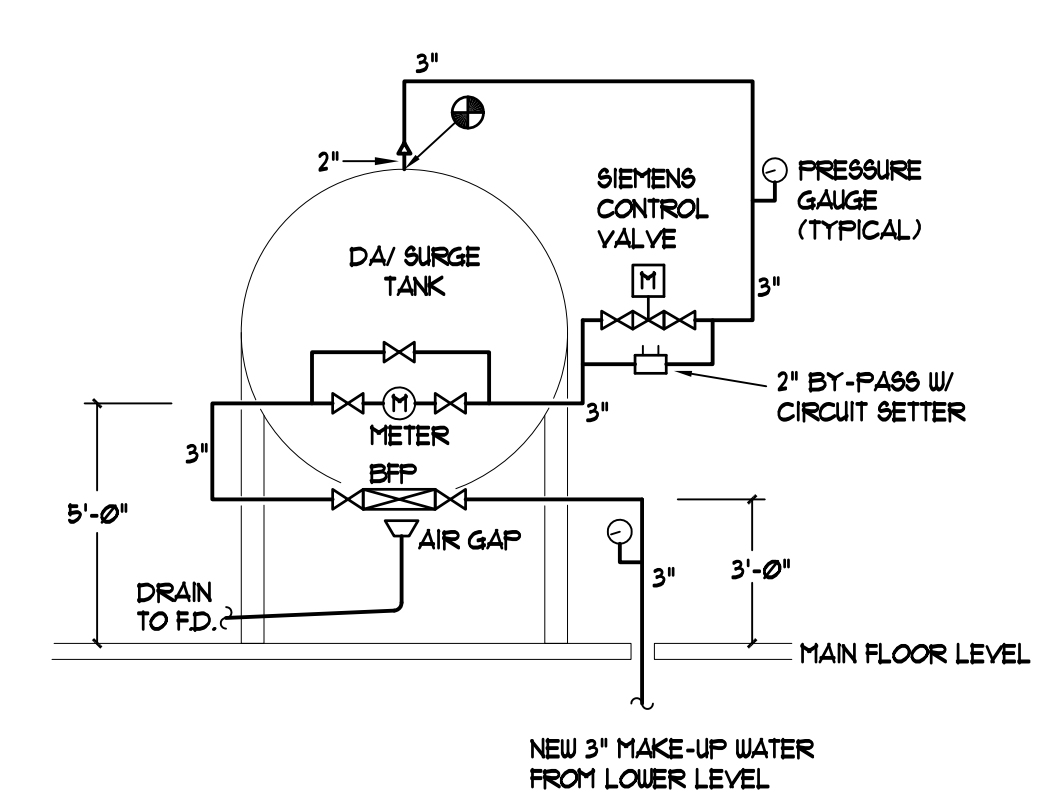 3"
2"
SIEMENS
CONTROL
VALVE
M
PRESSURE
GAUGE
(TYPICAL)
DA/ SURGE
TANK
3"
2" BY-PASS W/
CIRCUIT SETTER
M
METER
3"
3"
BFP
5'-0"
AIR GAP
3"
3'-0"
DRAIN
TO F.D.
MAIN FLOOR LEVEL
NEW 3" MAKE-UP WATER
FROM LOWER LEVEL